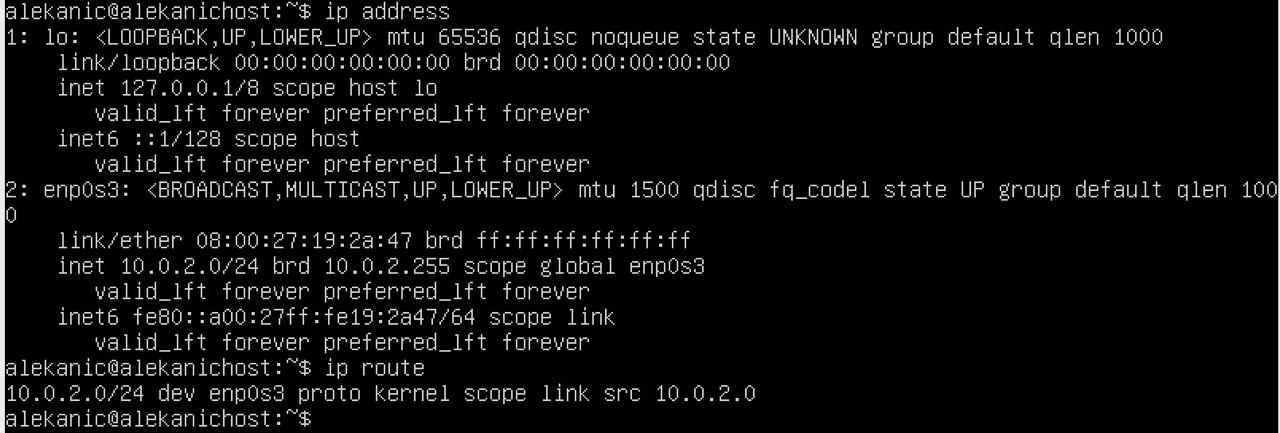 alekanic@alekanichost:~$ ip address
1: lo: <LOOPBACK,UP,LOWER_UP> mtu 65536 qdisc noqueue state UNKNOWN group default qlen 1000
    link/loopback 00:00:00:00:00:00 brd 00:00:00:00:00:00
    inet 127.0.0.1/8 scope host lo
       valid_lft forever preferred_lft forever
    inet6 ::1/128 scope host
       valid_lft forever preferred_lft forever
2: enp0s3: <BROADCAST,MULTICAST,UP,LOWER_UP> mtu 1500 qdisc fq_codel state UP group default qlen 100
0
    link/ether 08:00:27:19:2a:47 brd ff:ff:ff:ff:ff:ff
    inet 10.0.2.0/24 brd 10.0.2.255 scope global enp0s3
       valid_lft forever preferred_lft forever
    inet6 fe80::a00:27ff:fe19:2a47/64 scope link
       valid_lft forever preferred_lft forever
alekanic@alekanichost:~$ ip route
10.0.2.0/24 dev enp0s3 proto kernel scope link src 10.0.2.0
alekanic@alekanichost:~$